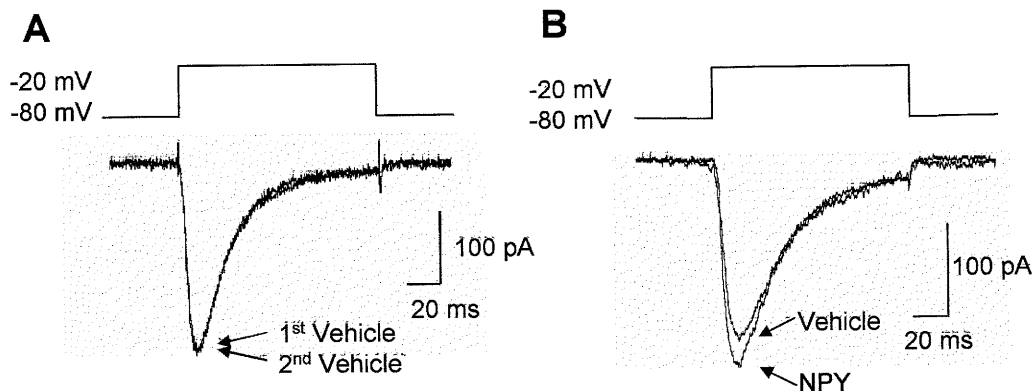 A
-20 mV
-80 mV
100 pA
20 ms
1st Vehicle
2nd Vehicle
B
-20 mV
-80 mV
100 pA
20 ms
Vehicle
NPY